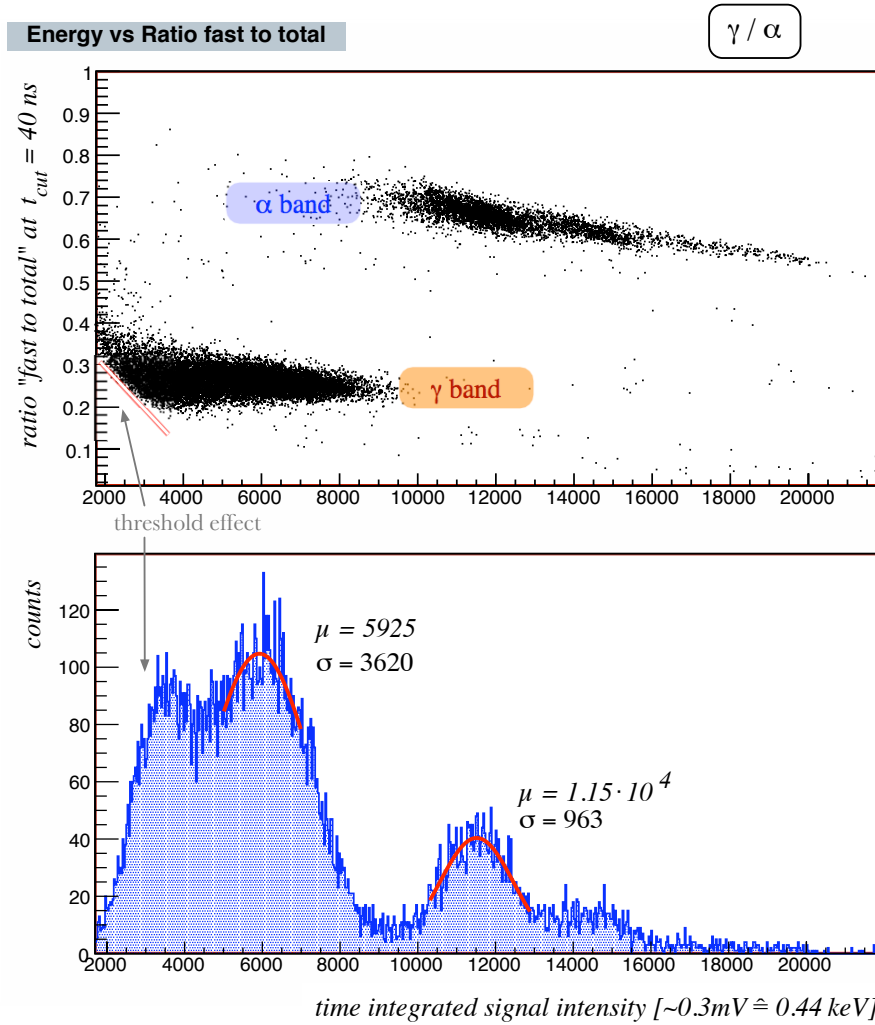 Energy vs Ratio fast to total
γ / α
ratio "fast to total" at t_cut = 40 ns
1
0.9
0.8
0.7
0.6
0.5
0.4
0.3
0.2
0.1
α band
γ band
2000 4000 6000 8000 10000 12000 14000 16000 18000 20000
threshold effect
counts
120
100
80
60
40
20
0
μ = 5925
σ = 3620
μ = 1.15 · 10^4
σ = 963
2000 4000 6000 8000 10000 12000 14000 16000 18000 20000
time integrated signal intensity [~0.3mV ≙ 0.44 keV]